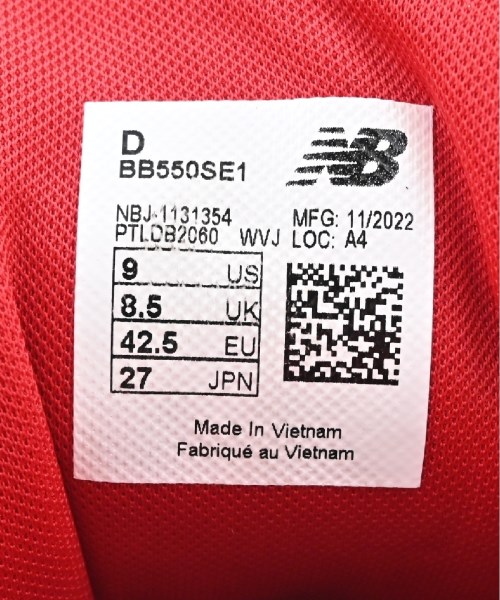 D
BB550SE1
NB
NBJ-1131354 MFG: 11/2022
PTLDB2060 WVJ LOC: A4
9 US
8.5 UK
42.5 EU
27 JPN
Made In Vietnam
Fabriqué au Vietnam